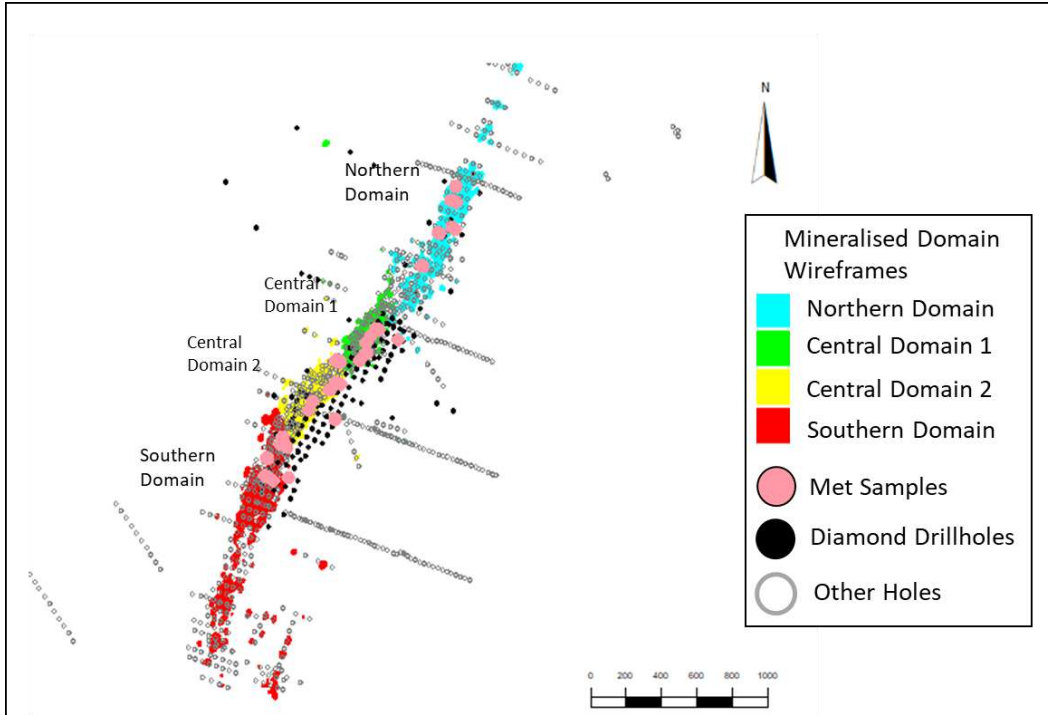 N
Northern
Domain
Central
Domain 1
Central
Domain 2
Southern
Domain
Mineralised Domain
Wireframes
Northern Domain
Central Domain 1
Central Domain 2
Southern Domain
Met Samples
Diamond Drillholes
Other Holes
0 200 400 600 800 1000